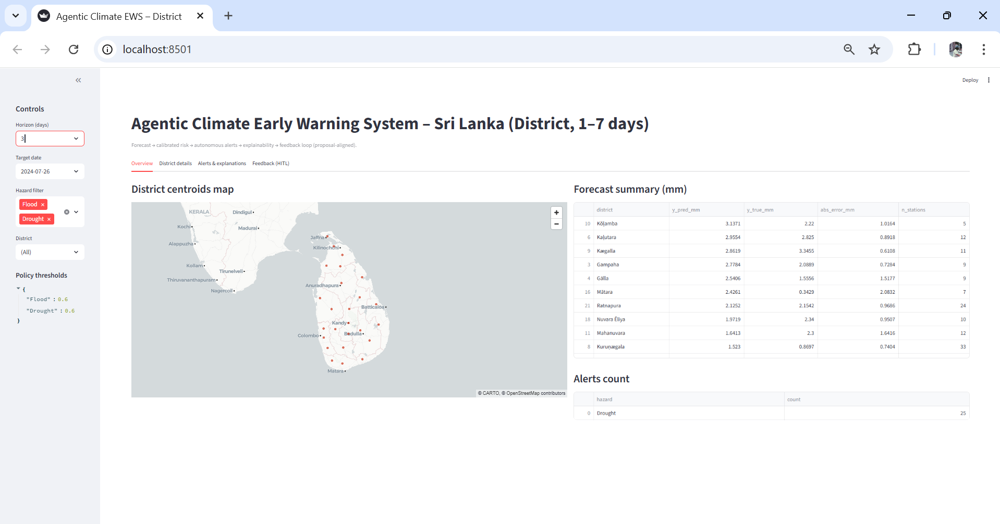 Agentic Climate EWS – District
localhost:8501
Deploy
Controls
Horizon (days)
3
Target date
2024-07-26
Hazard filter
Flood
Drought
District
(All)
Policy thresholds
{
"Flood" : 0.6
"Drought" : 0.6
}
Agentic Climate Early Warning System – Sri Lanka (District, 1–7 days)
Forecast → calibrated risk → autonomous alerts → explainability → feedback loop (proposal-aligned).
Overview District details Alerts & explanations Feedback (HITL)
District centroids map
KERALA
Dindigul
Kochi
Madurai
Alappuzha
Jaffna
Kilinochchi
Kollam
Tirunelveli
Thiruvananthapuram
Anuradhapura
Nagercoil
Batticaloa
Kandy
Badulla
Colombo
Matara
© CARTO, © OpenStreetMap contributors
Forecast summary (mm)
district y_pred_mm y_true_mm abs_error_mm n_stations
10 Kŏḷamba 3.1371 2.22 1.0164 5
6 Kaḷutara 2.9554 2.825 0.8918 12
9 Kægalla 2.8619 3.3455 0.6108 11
3 Gampaha 2.7784 2.0889 0.7284 9
4 Gālla 2.5406 1.5556 1.5177 9
16 Mātara 2.4261 0.3429 2.0832 7
21 Ratnapura 2.1252 2.1542 0.9686 24
18 Nuvara Ĕliya 1.9719 2.34 0.9507 10
11 Mahanuvara 1.6413 2.3 1.6416 12
8 Kuruṇægala 1.523 0.8697 0.7404 33
Alerts count
hazard count
0 Drought 25